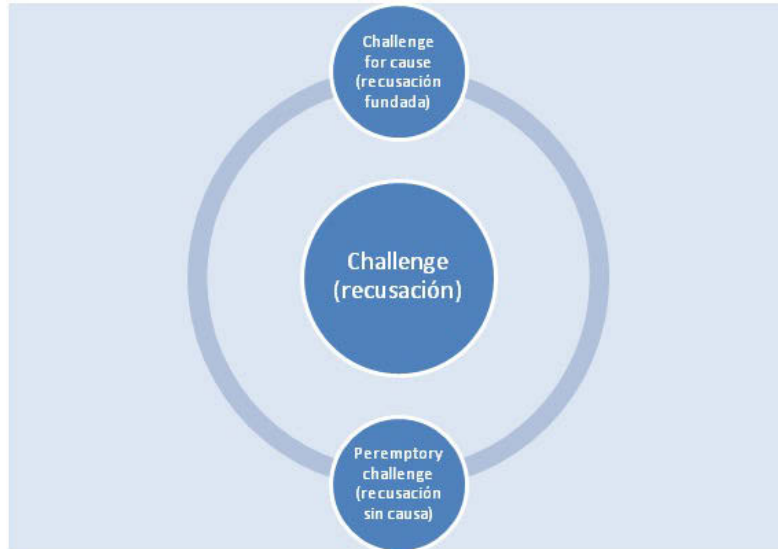 Challenge
for cause
(recusación
fundada)
Challenge
(recusación)
Peremptory
challenge
(recusación
sin causa)